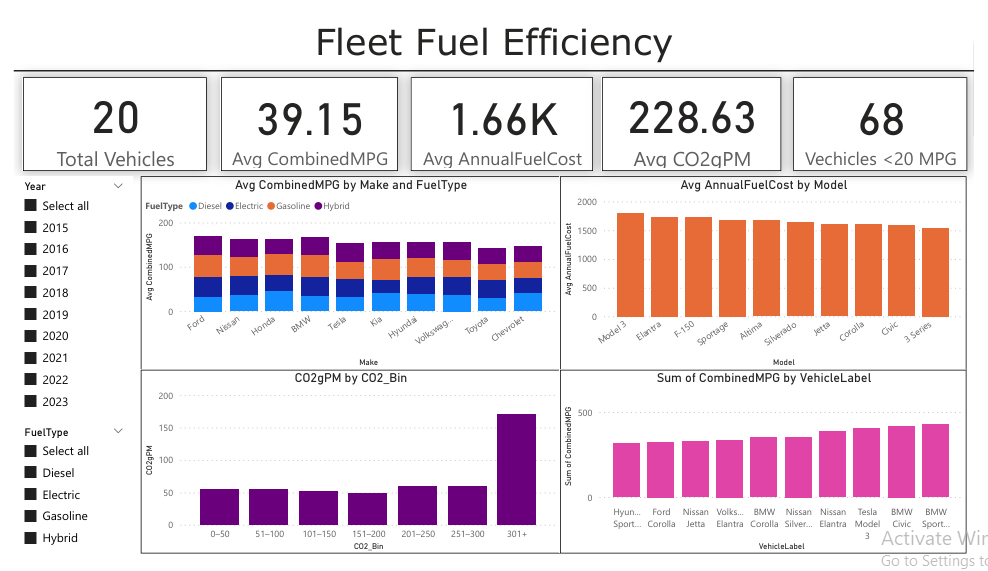 Fleet Fuel Efficiency
20
Total Vehicles
39.15
Avg CombinedMPG
1.66K
Avg AnnualFuelCost
228.63
Avg CO2gPM
68
Vechicles <20 MPG
Year
Select all
2015
2016
2017
2018
2019
2020
2021
2022
2023
FuelType
Select all
Diesel
Electric
Gasoline
Hybrid
Avg CombinedMPG by Make and FuelType
FuelType Diesel Electric Gasoline Hybrid
Avg CombinedMPG
200
100
0
Ford Nissan Honda BMW Tesla Kia Hyundai Volkswag... Toyota Chevrolet
Make
Avg AnnualFuelCost by Model
Avg AnnualFuelCost
2000
1500
1000
500
0
Model 3 Elantra F-150 Sportage Altima Silverado Jetta Corolla Civic 3 Series
Model
CO2gPM by CO2_Bin
CO2gPM
200
150
100
50
0
0–50 51–100 101–150 151–200 201–250 251–300 301+
CO2_Bin
Sum of CombinedMPG by VehicleLabel
Sum of CombinedMPG
500
0
Hyun... Ford Nissan Volks... BMW Nissan Nissan Tesla BMW BMW
Sport... Corolla Jetta Elantra Corolla Silver... Elantra Model Civic Sport...
3
VehicleLabel
Activate Win
Go to Settings to